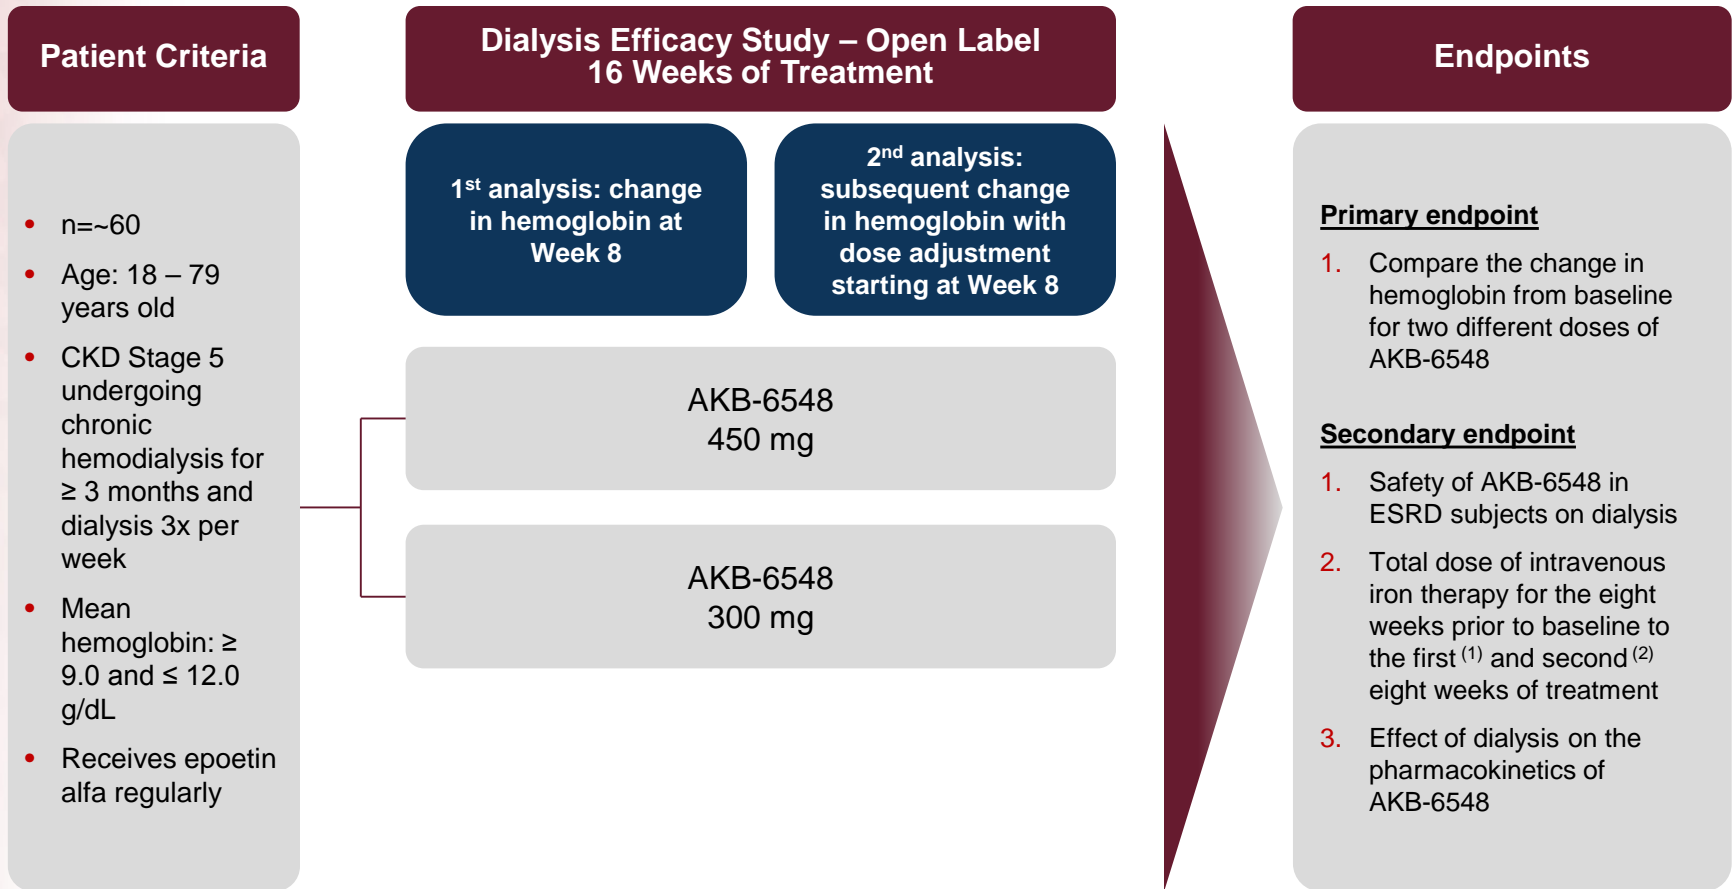 Patient Criteria
• n=~60
• Age: 18 – 79
years old
• CKD Stage 5
undergoing
chronic
hemodialysis for
≥ 3 months and
dialysis 3x per
week
• Mean
hemoglobin: ≥
9.0 and ≤ 12.0
g/dL
• Receives epoetin
alfa regularly
Dialysis Efficacy Study – Open Label
16 Weeks of Treatment
1st analysis: change
in hemoglobin at
Week 8
2nd analysis:
subsequent change
in hemoglobin with
dose adjustment
starting at Week 8
AKB-6548
450 mg
AKB-6548
300 mg
Endpoints
Primary endpoint
1. Compare the change in
hemoglobin from baseline
for two different doses of
AKB-6548
Secondary endpoint
1. Safety of AKB-6548 in
ESRD subjects on dialysis
2. Total dose of intravenous
iron therapy for the eight
weeks prior to baseline to
the first (1) and second (2)
eight weeks of treatment
3. Effect of dialysis on the
pharmacokinetics of
AKB-6548